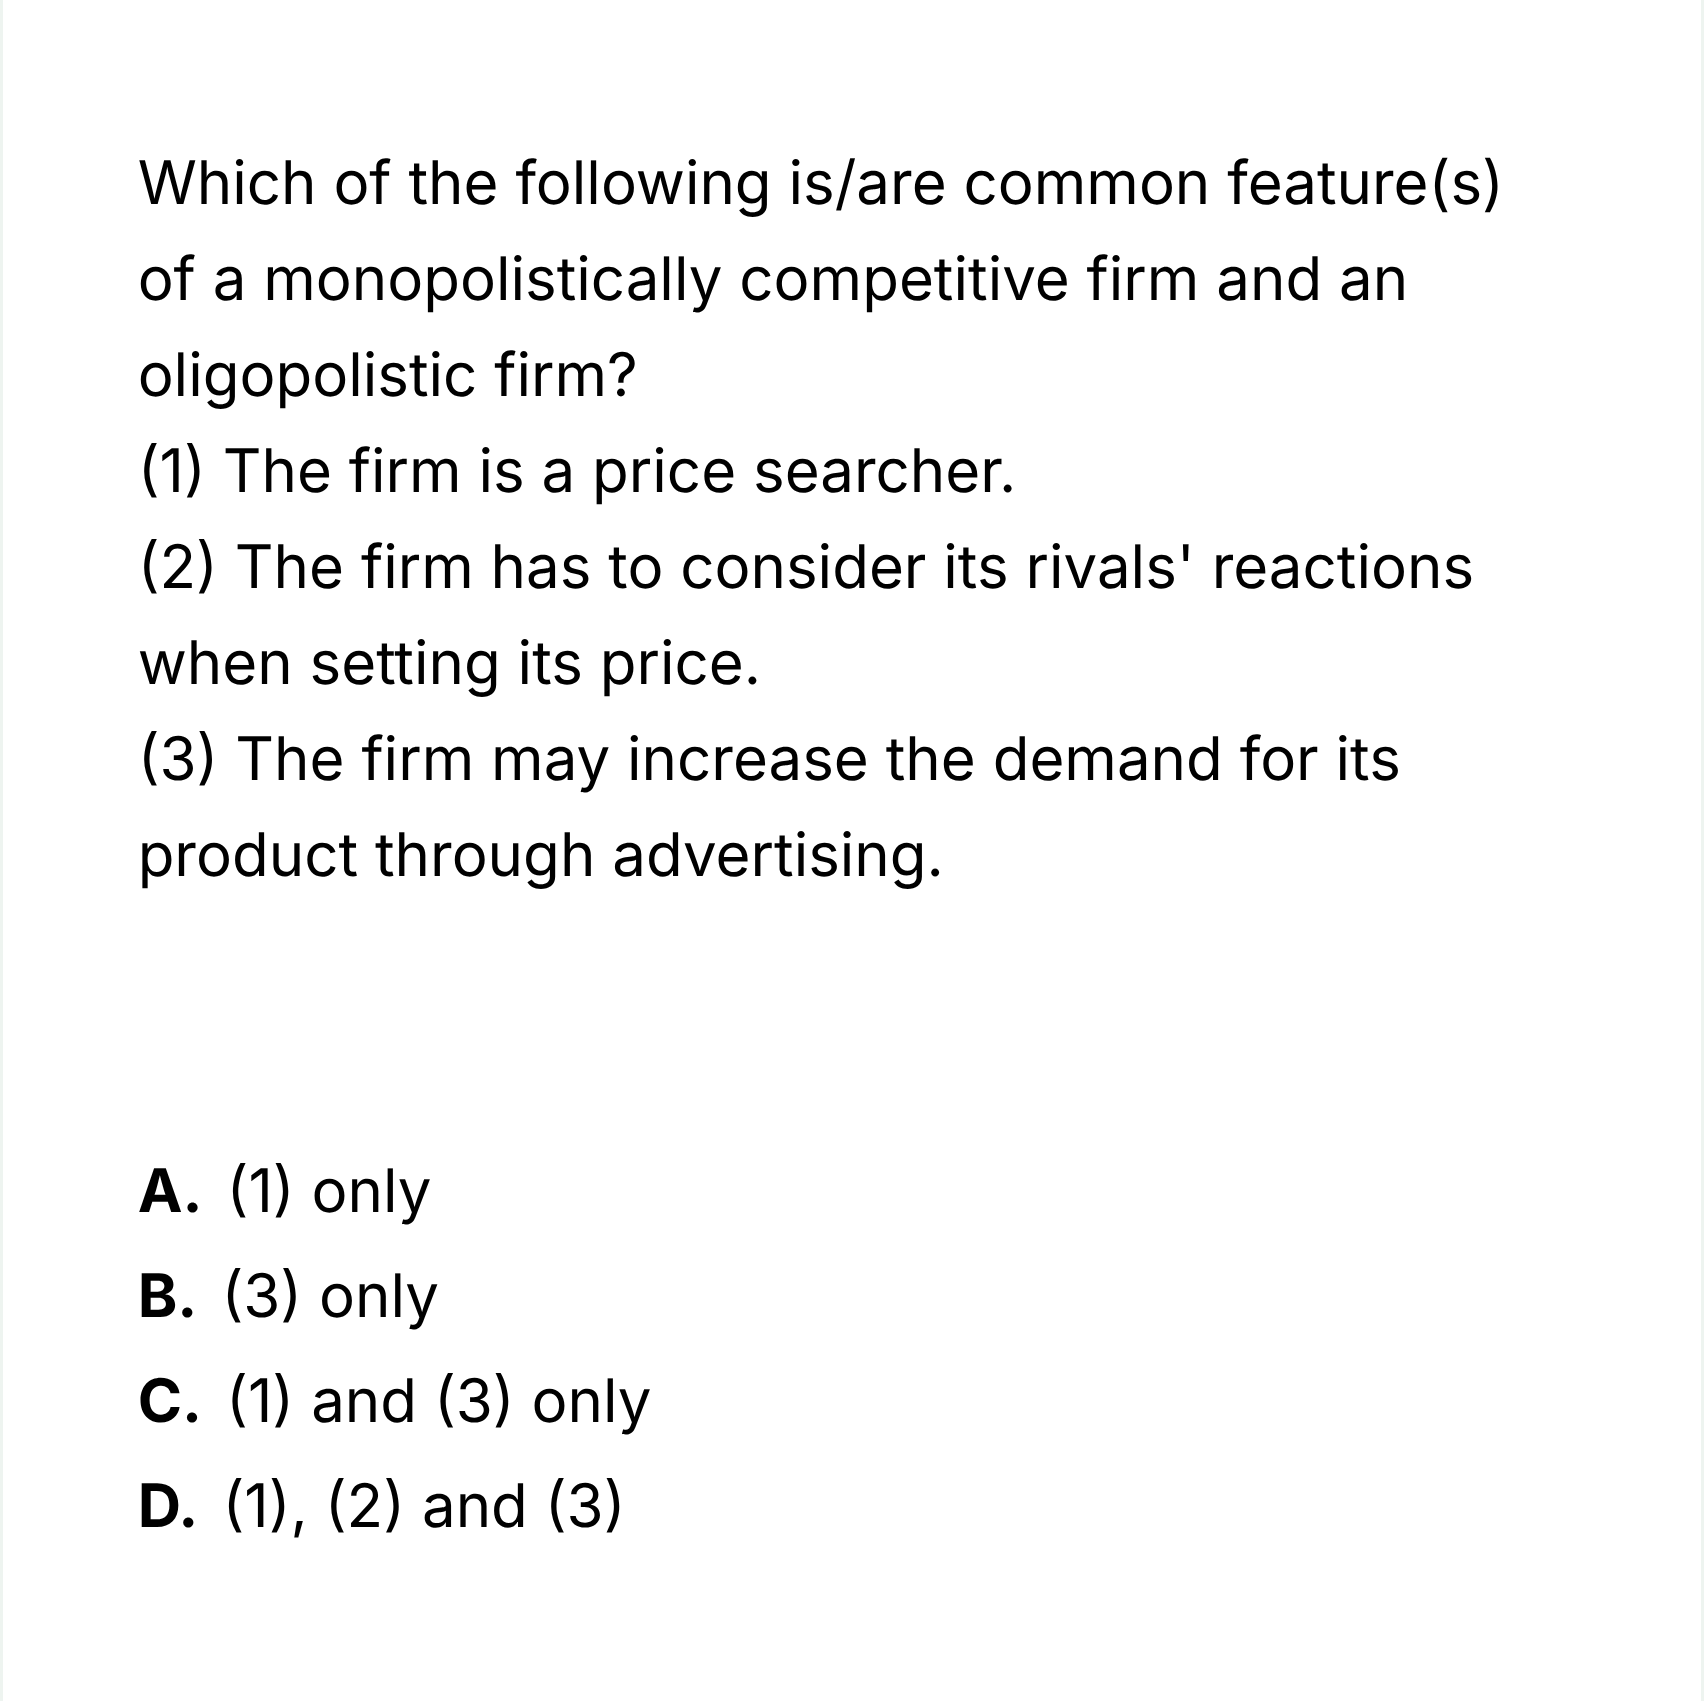 Which of the following is/are common feature(s)
of a monopolistically competitive firm and an
oligopolistic firm?
(1) The firm is a price searcher.
(2) The firm has to consider its rivals' reactions
when setting its price.
(3) The firm may increase the demand for its
product through advertising.
A. (1) only
B. (3) only
C. (1) and (3) only
D. (1), (2) and (3)